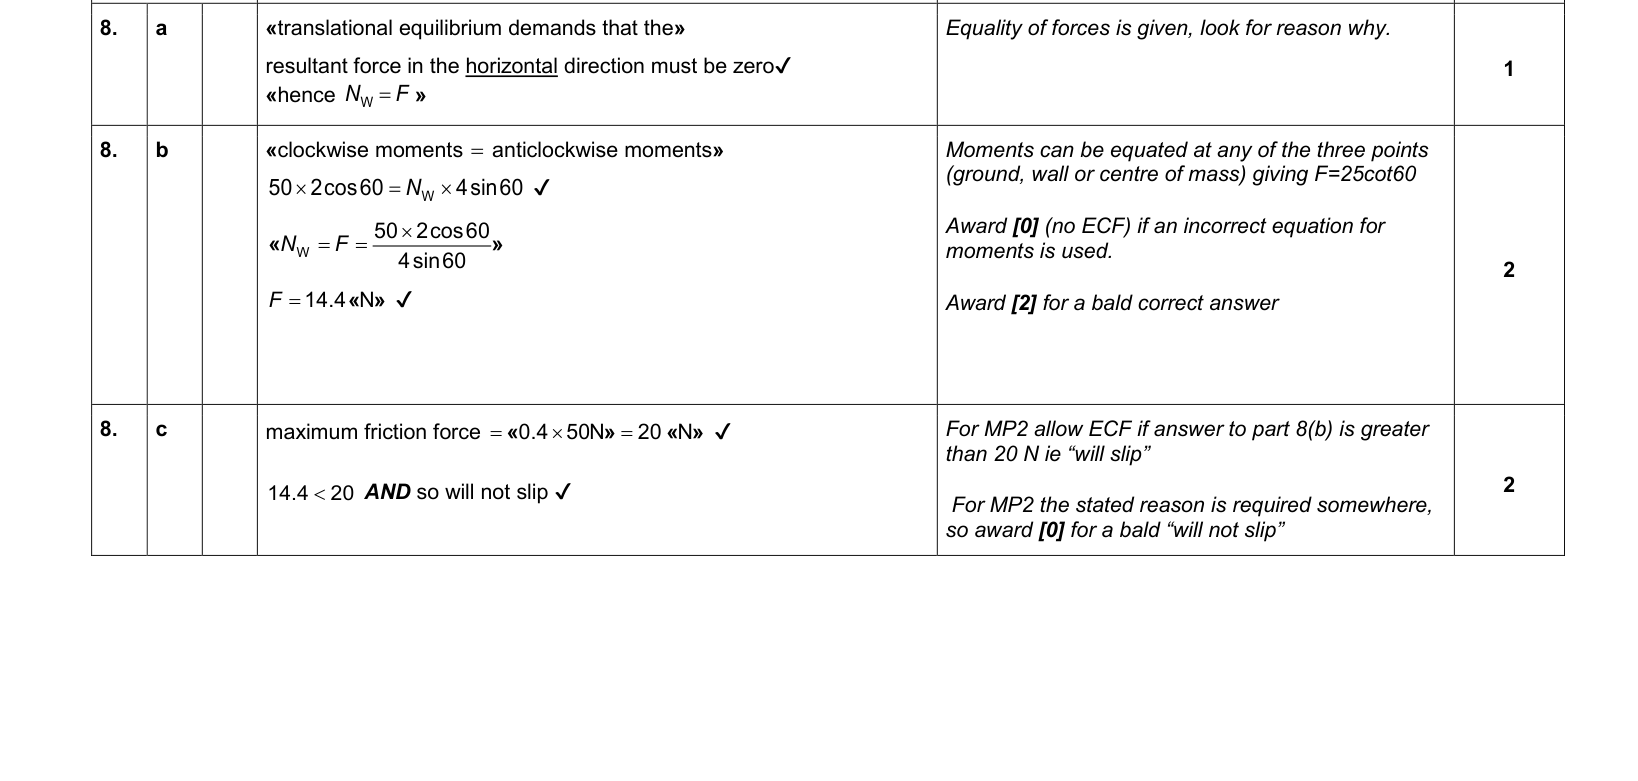 8. a «translational equilibrium demands that the» Equality of forces is given, look for reason why.
resultant force in the horizontal direction must be zero✓ 1
«hence N_W = F »
8. b «clockwise moments = anticlockwise moments» Moments can be equated at any of the three points
(ground, wall or centre of mass) giving F=25cot60
50 × 2cos60 = N_W × 4sin60 ✓
Award [0] (no ECF) if an incorrect equation for
moments is used.
«N_W = F = 50 × 2cos60 / 4sin60» 2
F = 14.4«N» ✓ Award [2] for a bald correct answer
8. c maximum friction force = «0.4 × 50N» = 20 «N» ✓ For MP2 allow ECF if answer to part 8(b) is greater
than 20 N ie “will slip”
14.4 < 20 AND so will not slip ✓ 2
For MP2 the stated reason is required somewhere,
so award [0] for a bald “will not slip”